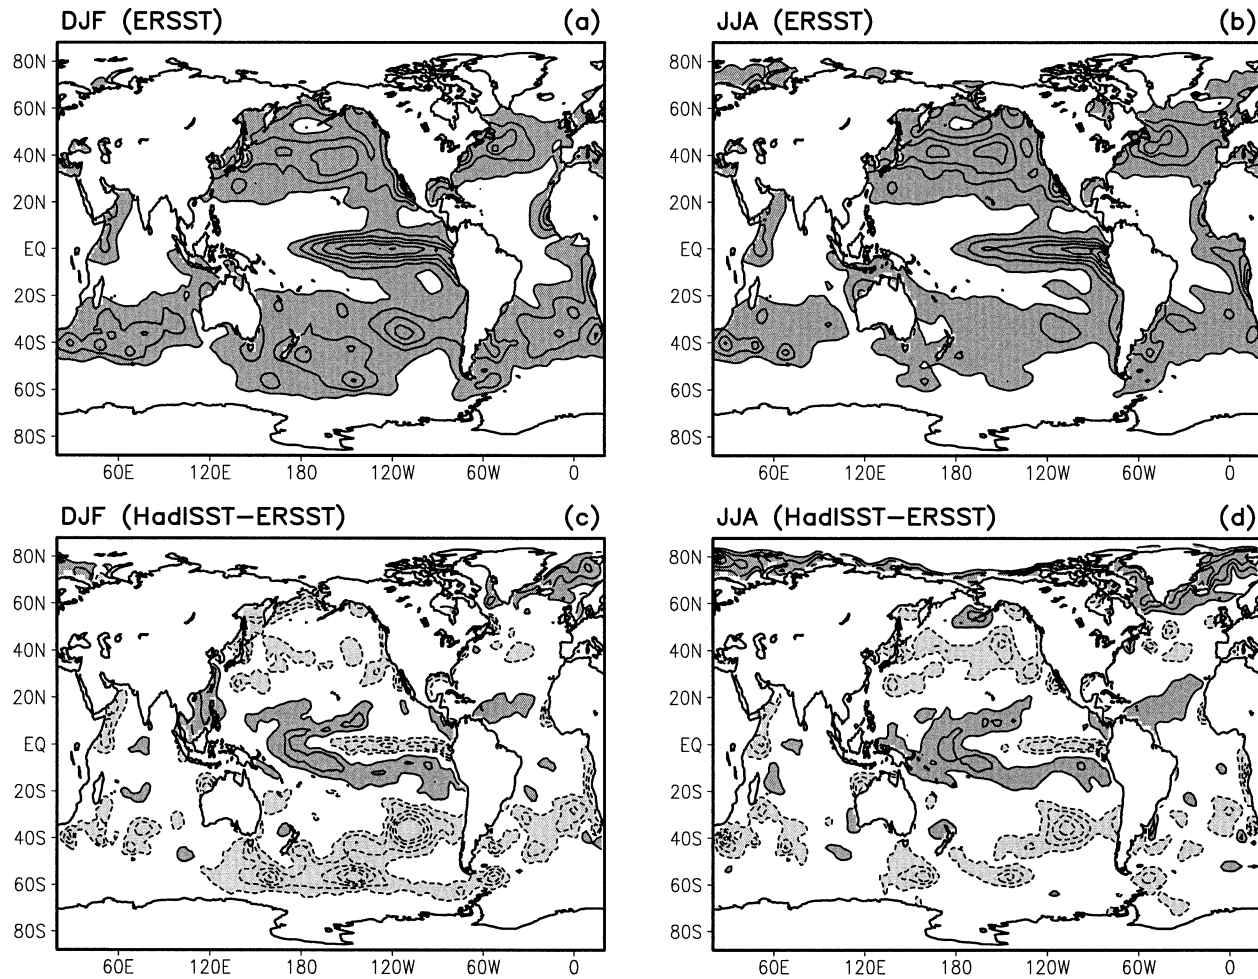 DJF (ERSST) (a)
80N
60N
40N
20N
EQ
20S
40S
60S
80S
60E 120E 180 120W 60W 0
JJA (ERSST) (b)
80N
60N
40N
20N
EQ
20S
40S
60S
80S
60E 120E 180 120W 60W 0
DJF (HadISST-ERSST) (c)
80N
60N
40N
20N
EQ
20S
40S
60S
80S
60E 120E 180 120W 60W 0
JJA (HadISST-ERSST) (d)
80N
60N
40N
20N
EQ
20S
40S
60S
80S
60E 120E 180 120W 60W 0